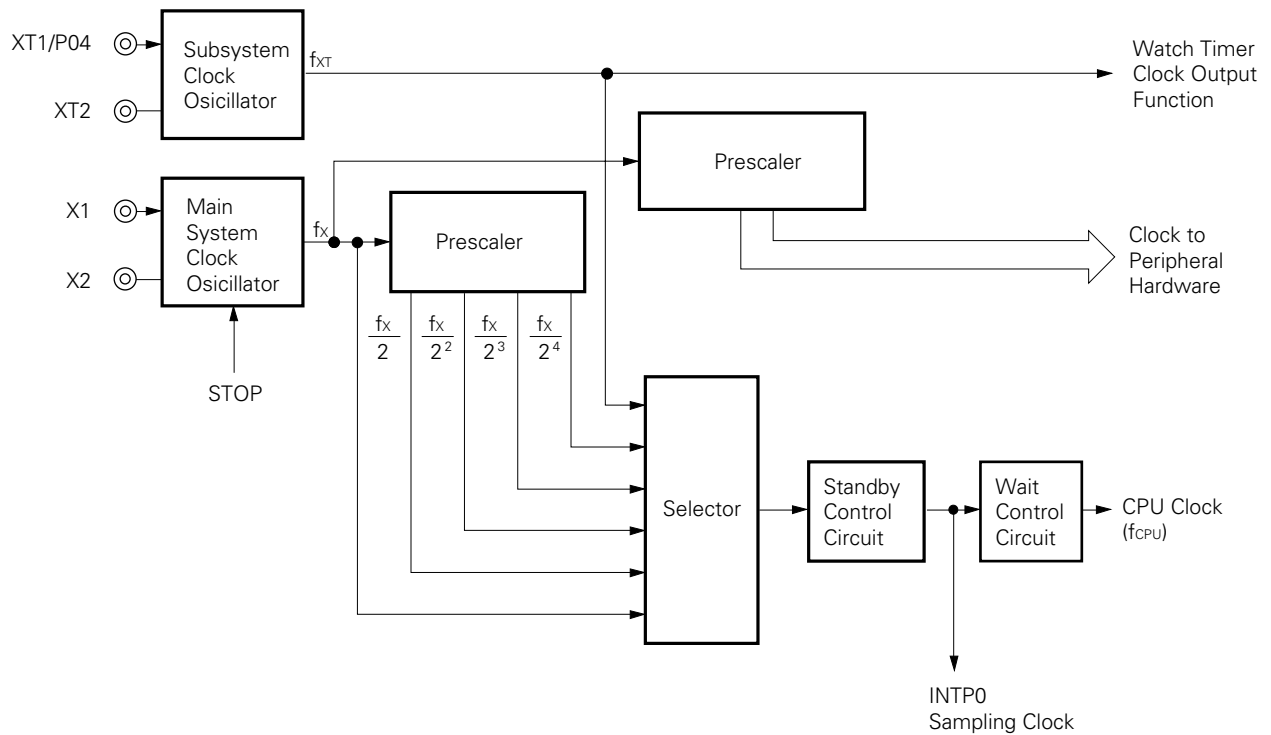 XT1/P04
XT2
Subsystem
Clock
Osicillator
fXT
Watch Timer
Clock Output
Function
Prescaler
X1
X2
Main
System
Clock
Osicillator
fX
Prescaler
Clock to
Peripheral
Hardware
STOP
fX/2
fX/2²
fX/2³
fX/2⁴
Selector
Standby
Control
Circuit
Wait
Control
Circuit
CPU Clock
(fCPU)
INTP0
Sampling Clock